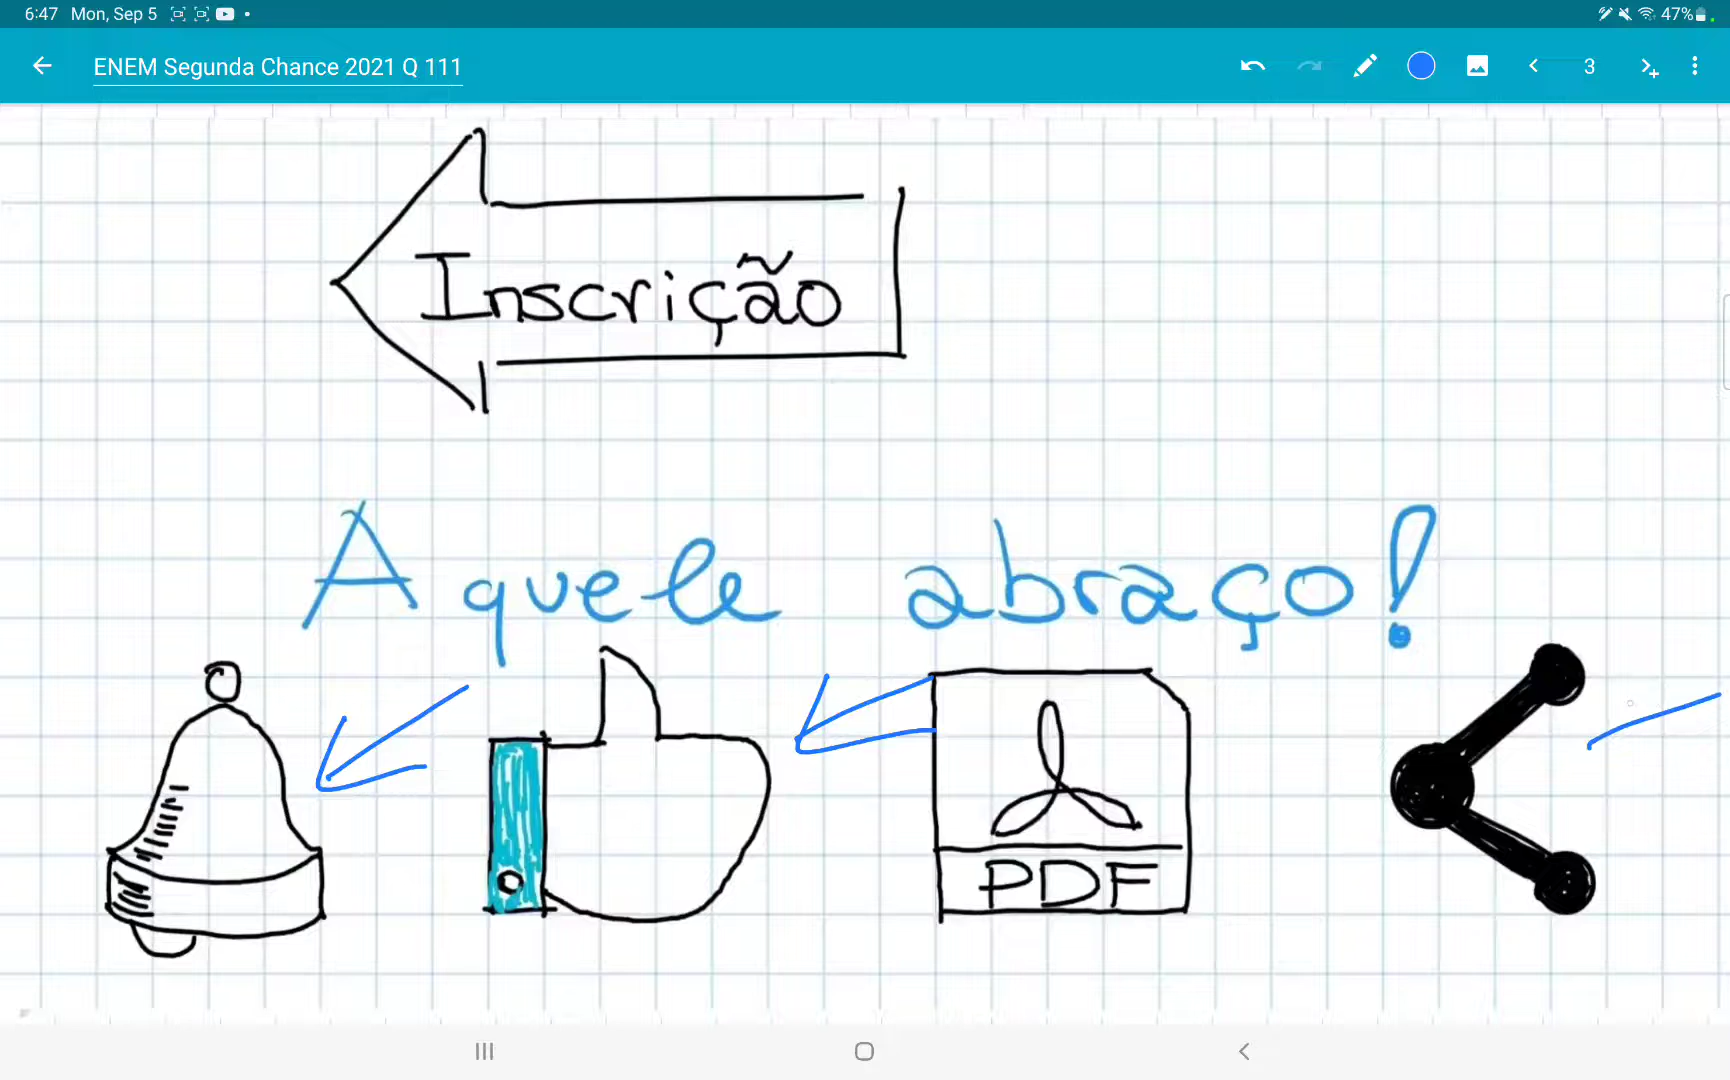 6:47 Mon, Sep 5 47%
ENEM Segunda Chance 2021 Q 111 3
Inscrição
Aquele abraço!
PDF